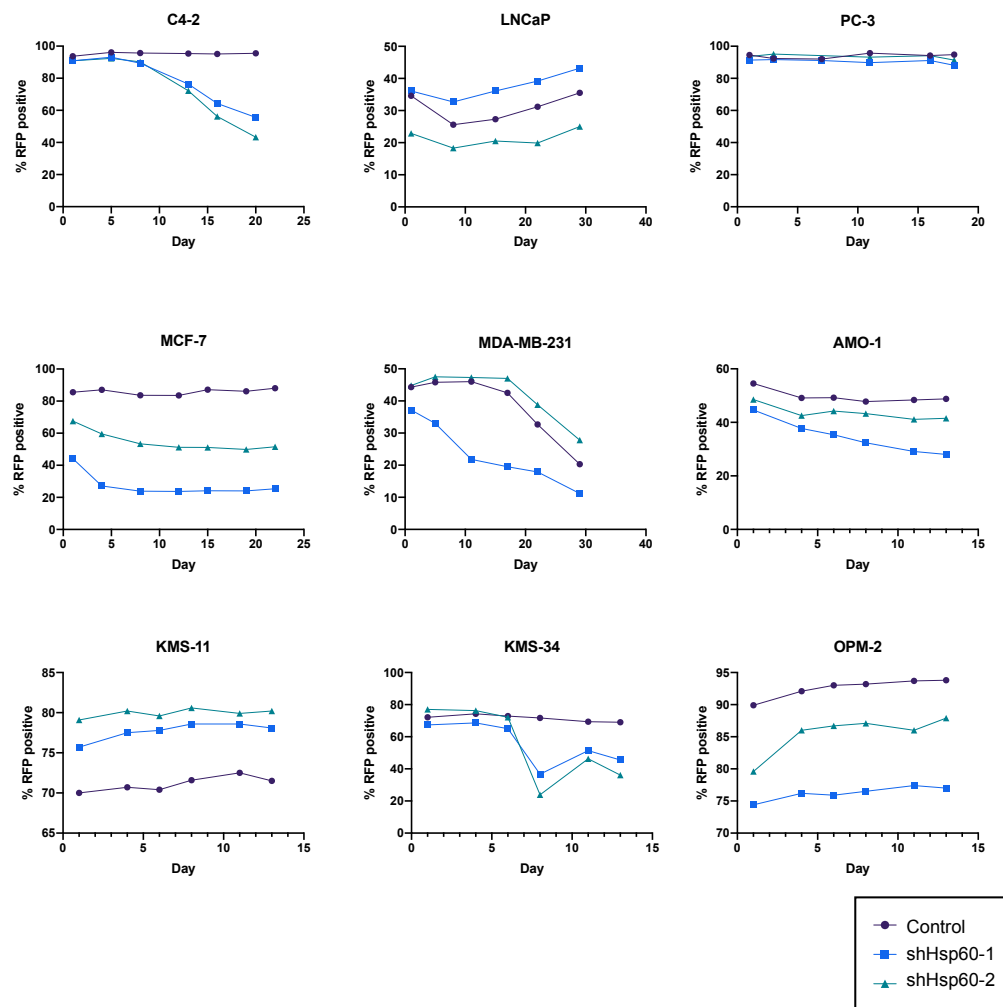 C4-2
% RFP positive
100
80
60
40
20
0
0 5 10 15 20 25
Day
LNCaP
% RFP positive
50
40
30
20
10
0
0 10 20 30 40
Day
PC-3
% RFP positive
100
80
60
40
20
0
0 5 10 15 20
Day
MCF-7
% RFP positive
100
80
60
40
20
0
0 5 10 15 20 25
Day
MDA-MB-231
% RFP positive
50
40
30
20
10
0
0 10 20 30 40
Day
AMO-1
% RFP positive
60
40
20
0
0 5 10 15
Day
KMS-11
% RFP positive
85
80
75
70
65
0 5 10 15
Day
KMS-34
% RFP positive
100
80
60
40
20
0
0 5 10 15
Day
OPM-2
% RFP positive
95
90
85
80
75
70
0 5 10 15
Day
Control
shHsp60-1
shHsp60-2